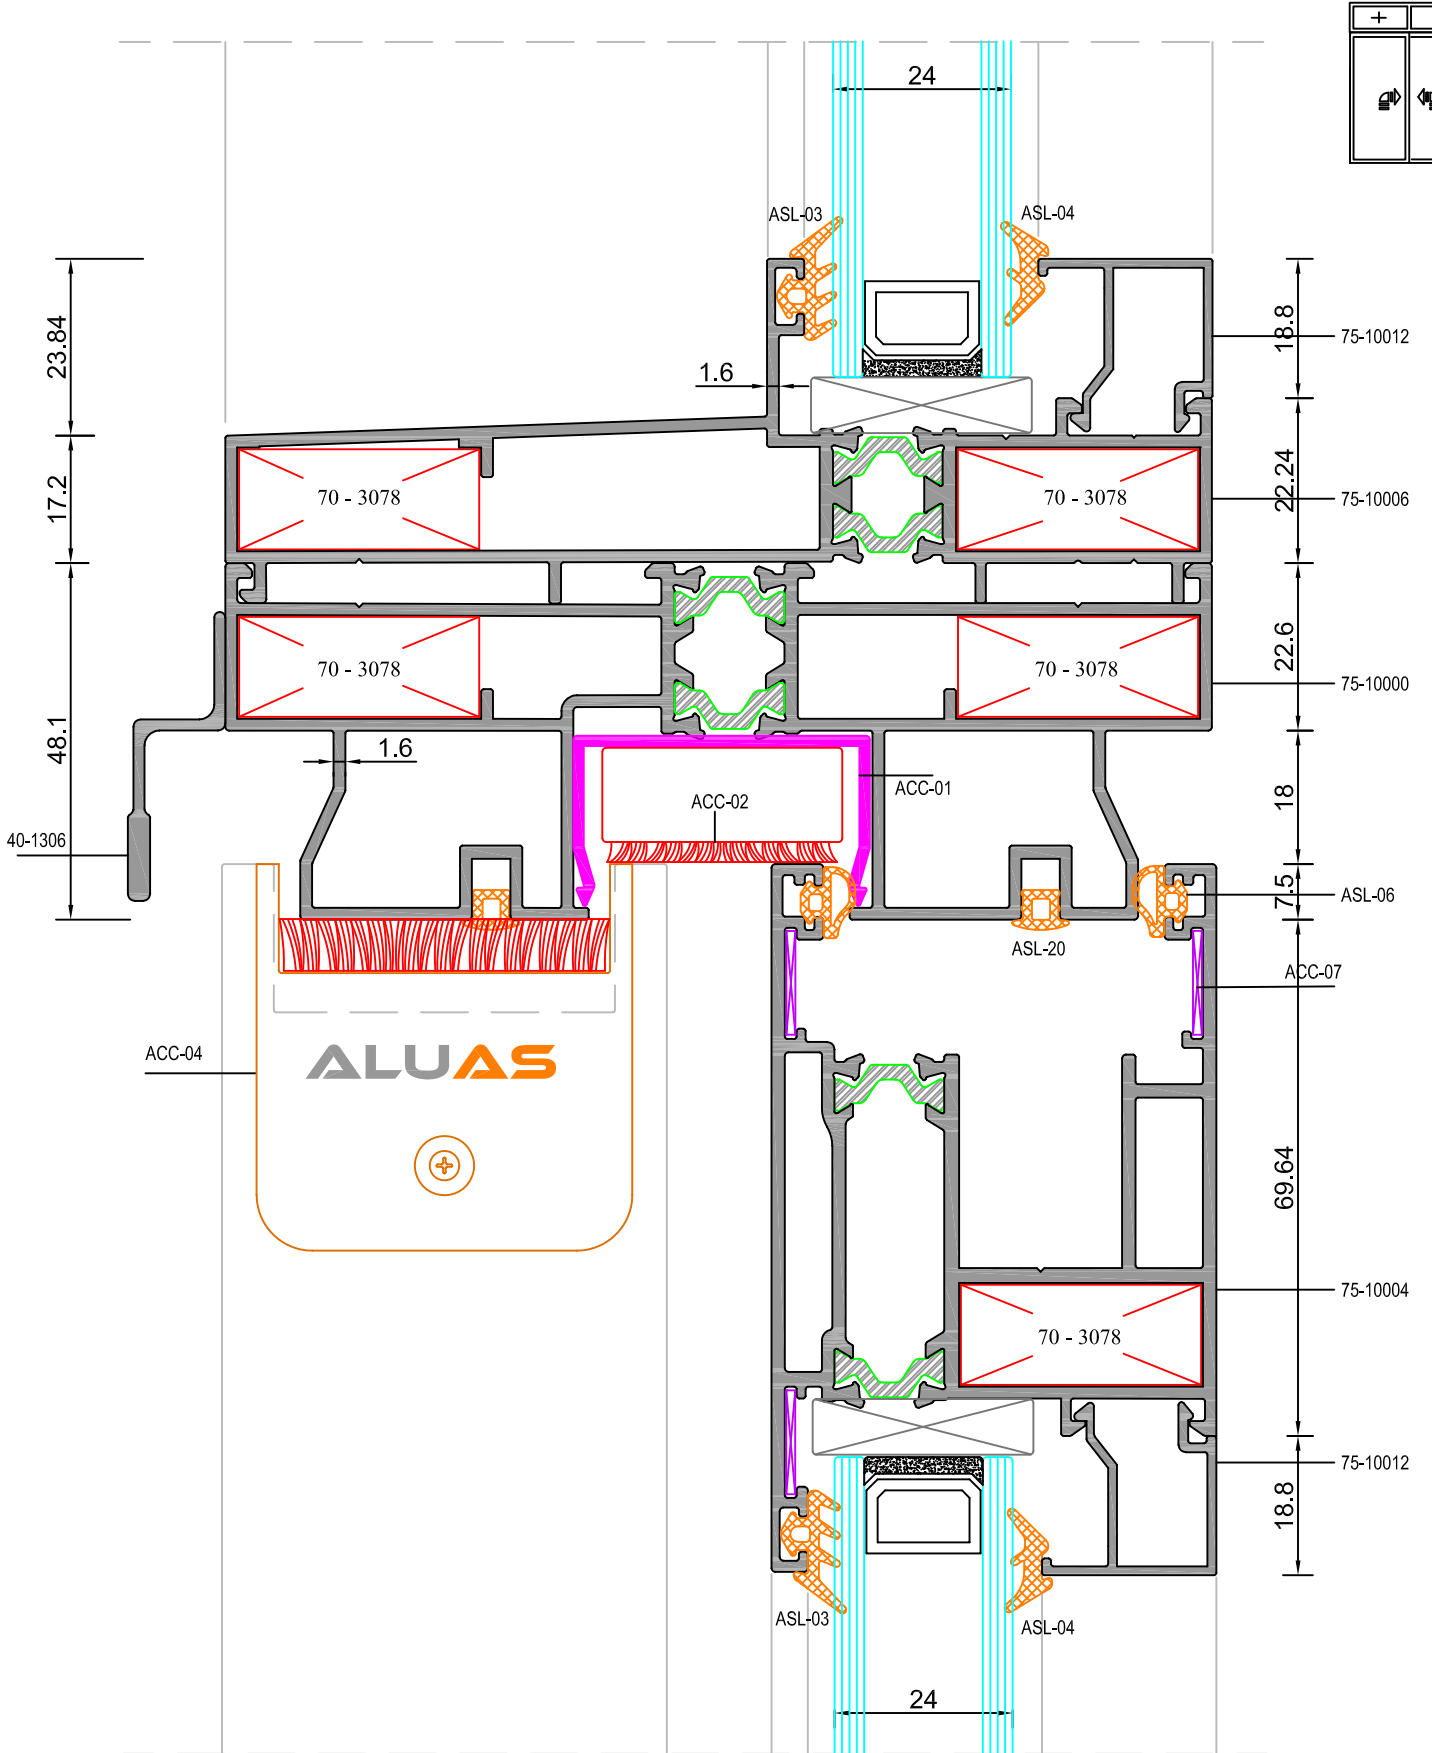 24
ASL-03
ASL-04
23.84
18.8
75-10012
1.6
17.2
70 - 3078
70 - 3078
22.24
75-10006
70 - 3078
70 - 3078
22.6
75-10000
48.1
1.6
ACC-01
ACC-02
18
40-1306
7.5
ASL-06
ASL-20
ACC-07
ACC-04
ALUAS
69.64
75-10004
70 - 3078
75-10012
18.8
ASL-03
ASL-04
24